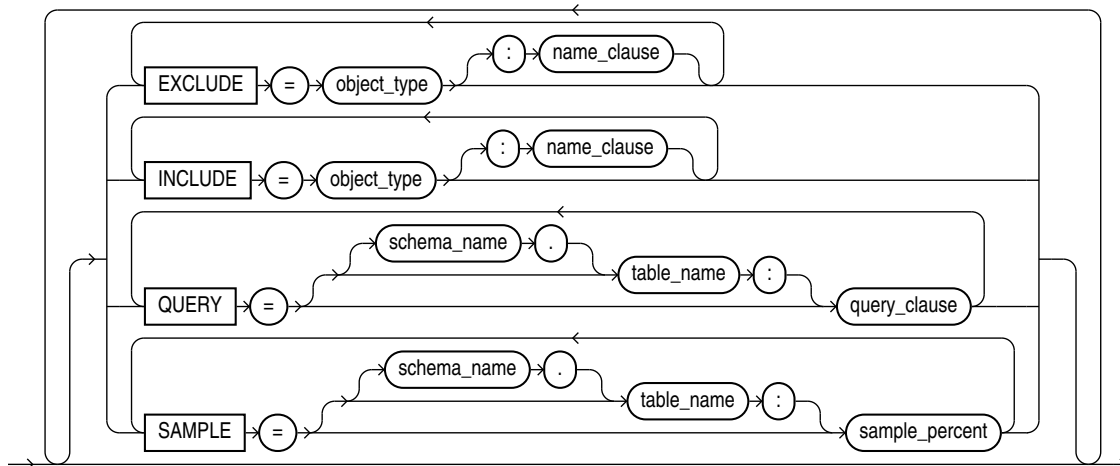 : name_clause
EXCLUDE = object_type
: name_clause
INCLUDE = object_type
schema_name .
table_name :
QUERY = query_clause
schema_name .
table_name :
SAMPLE = sample_percent